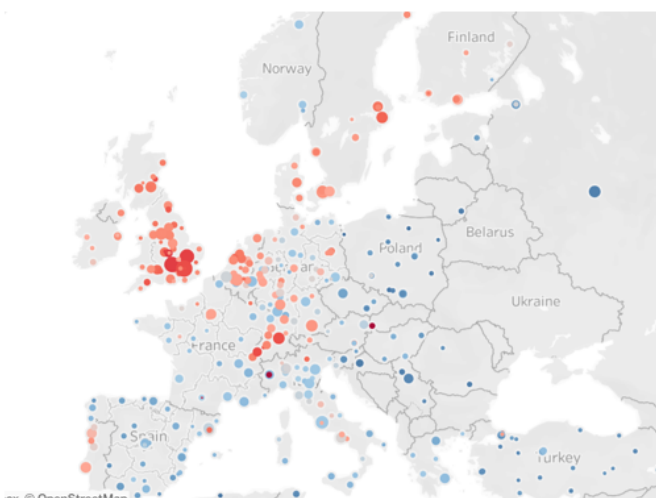 Finland
Norway
Poland
Belarus
Ukraine
France
Spain
Turkey
© OpenStreetMap